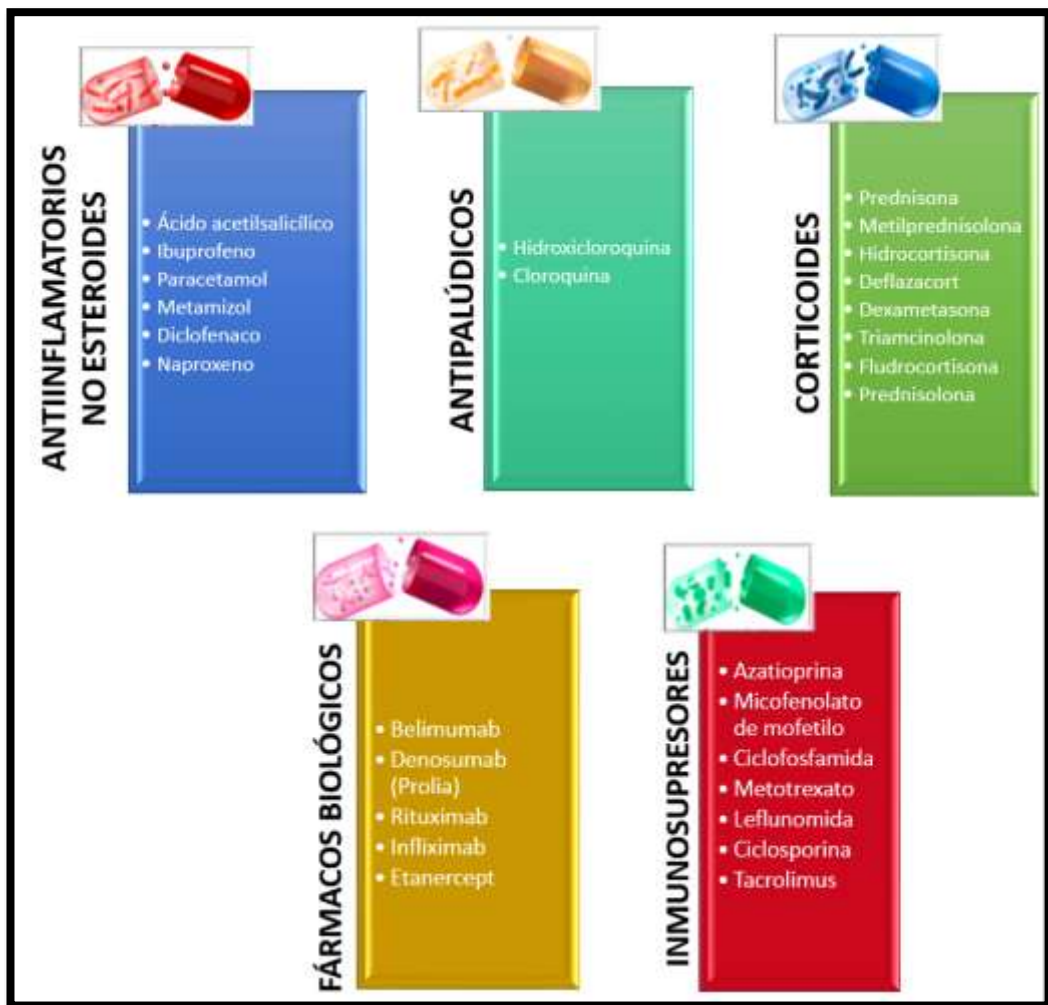 ANTIINFLAMATORIOS
NO ESTEROIDES
• Ácido acetilsalicílico
• Ibuprofeno
• Paracetamol
• Metamizol
• Diclofenaco
• Naproxeno
ANTIPALÚDICOS
• Hidroxicloroquina
• Cloroquina
CORTICOIDES
• Prednisona
• Metilprednisolona
• Hidrocortisona
• Deflazacort
• Dexametasona
• Triamcinolona
• Fludrocortisona
• Prednisolona
FÁRMACOS BIOLÓGICOS
• Belimumab
• Denosumab
(Prolia)
• Rituximab
• Infliximab
• Etanercept
INMUNOSUPRESORES
• Azatioprina
• Micofenolato
de mofetilo
• Ciclofosfamida
• Metotrexato
• Leflunomida
• Ciclosporina
• Tacrolimus